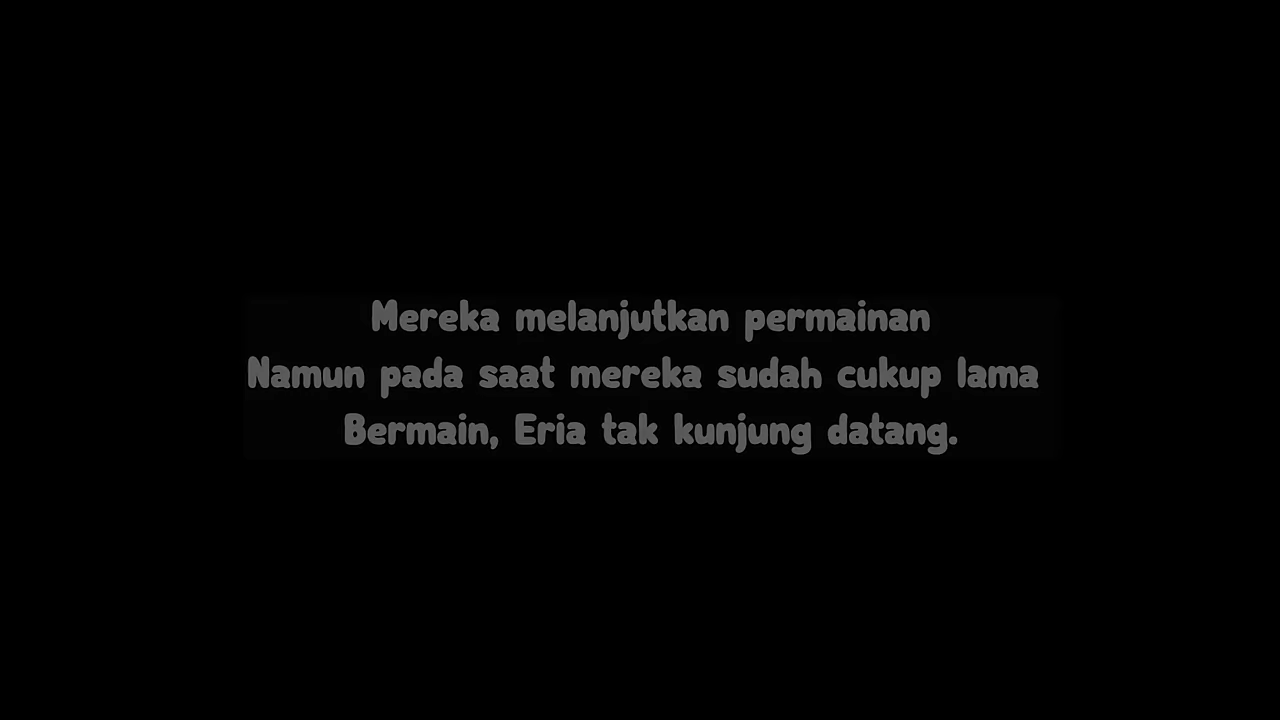 Mereka melanjutkan permainan
Namun pada saat mereka sudah cukup lama
Bermain, Eria tak kunjung datang.